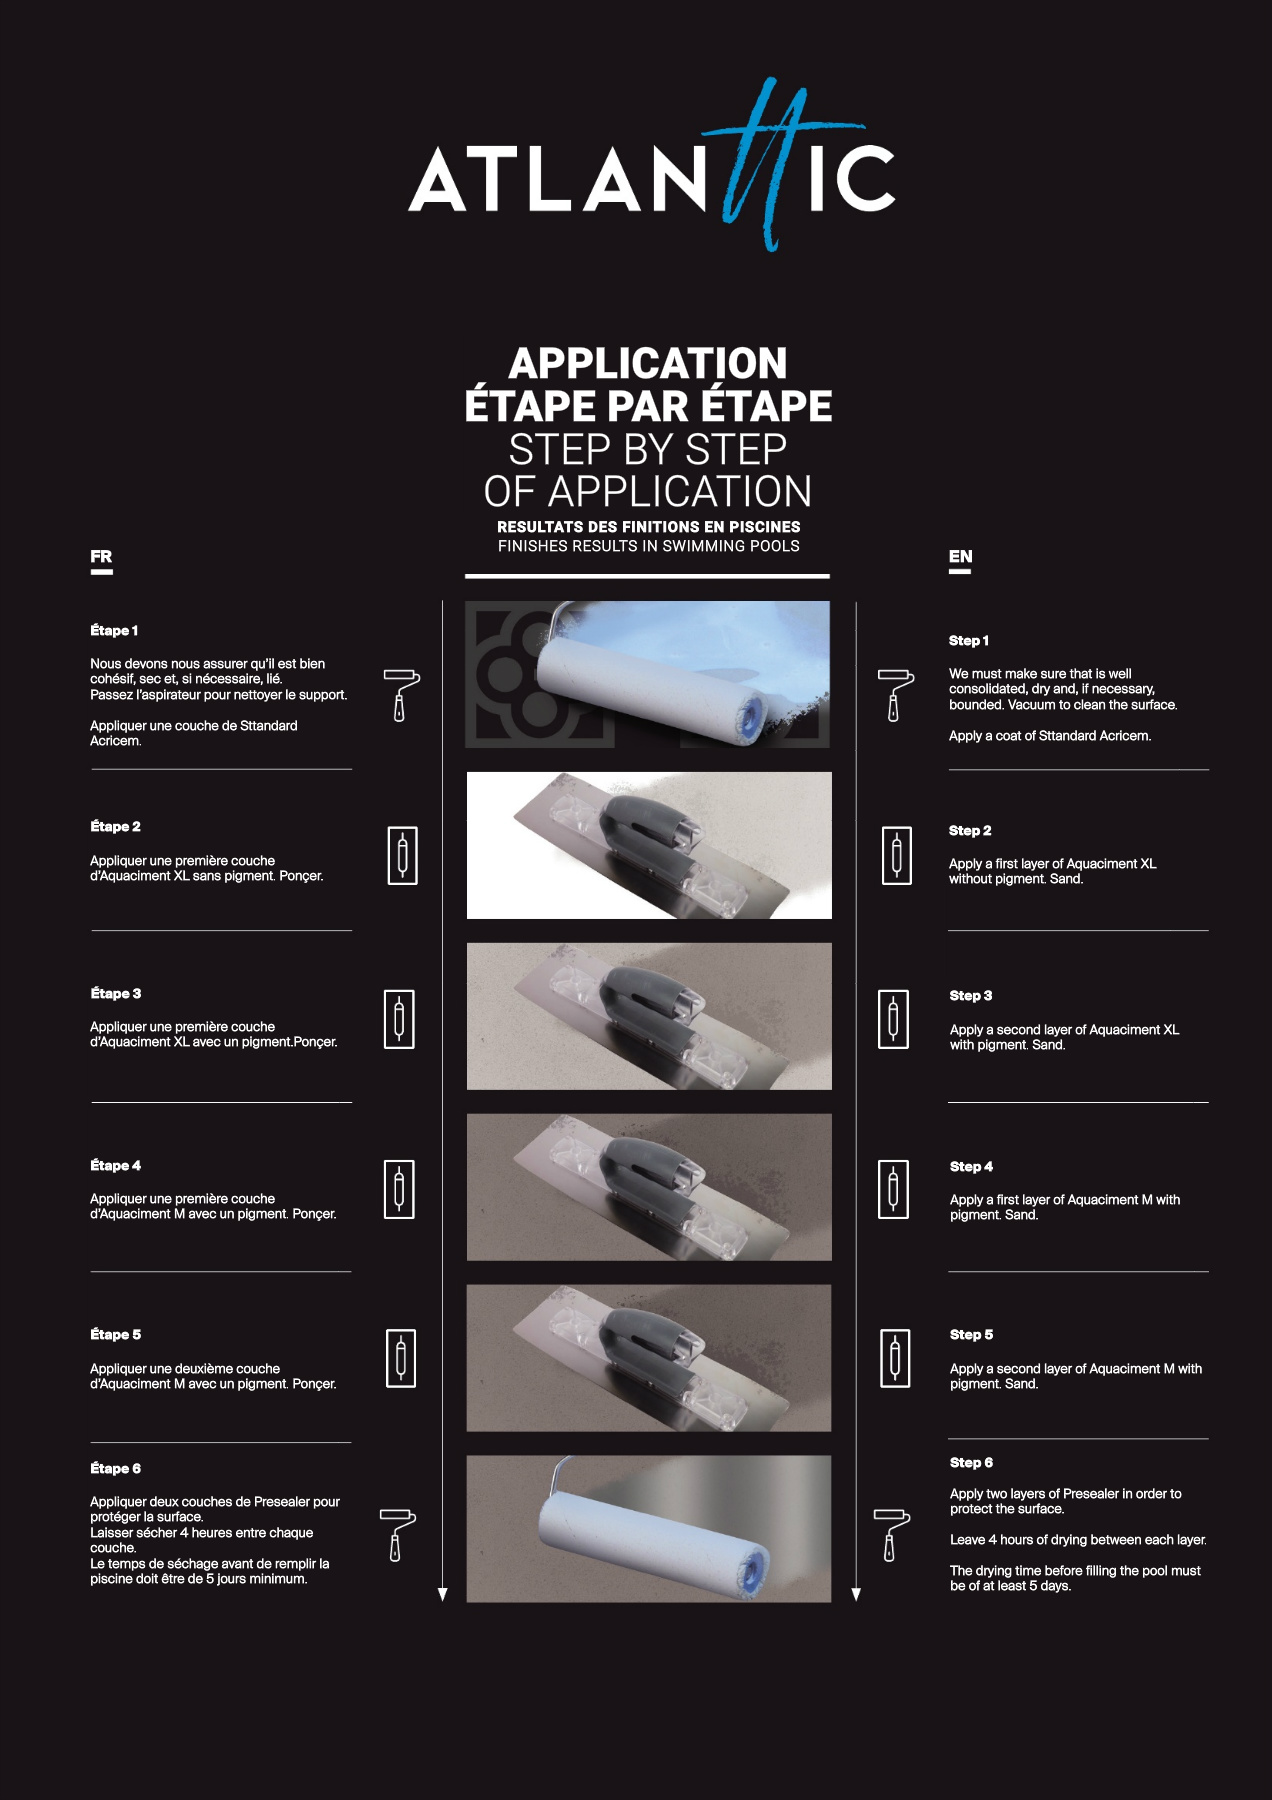 ATLANttIC
APPLICATION
ÉTAPE PAR ÉTAPE
STEP BY STEP
OF APPLICATION
RESULTATS DES FINITIONS EN PISCINES
FINISHES RESULTS IN SWIMMING POOLS
FR
Étape 1
Nous devons nous assurer qu'il est bien
cohésif, sec et, si nécessaire, lié.
Passez l'aspirateur pour nettoyer le support.
Appliquer une couche de Sttandard
Acricem.
Étape 2
Appliquer une première couche
d'Aquaciment XL sans pigment. Ponçer.
Étape 3
Appliquer une première couche
d'Aquaciment XL avec un pigment.Ponçer.
Étape 4
Appliquer une première couche
d'Aquaciment M avec un pigment. Ponçer.
Étape 5
Appliquer une deuxième couche
d'Aquaciment M avec un pigment. Ponçer.
Étape 6
Appliquer deux couches de Presealer pour
protéger la surface.
Laisser sécher 4 heures entre chaque
couche.
Le temps de séchage avant de remplir la
piscine doit être de 5 jours minimum.
EN
Step 1
We must make sure that is well
consolidated, dry and, if necessary,
bounded. Vacuum to clean the surface.
Apply a coat of Sttandard Acricem.
Step 2
Apply a first layer of Aquaciment XL
without pigment. Sand.
Step 3
Apply a second layer of Aquaciment XL
with pigment. Sand.
Step 4
Apply a first layer of Aquaciment M with
pigment. Sand.
Step 5
Apply a second layer of Aquaciment M with
pigment. Sand.
Step 6
Apply two layers of Presealer in order to
protect the surface.
Leave 4 hours of drying between each layer.
The drying time before filling the pool must
be of at least 5 days.